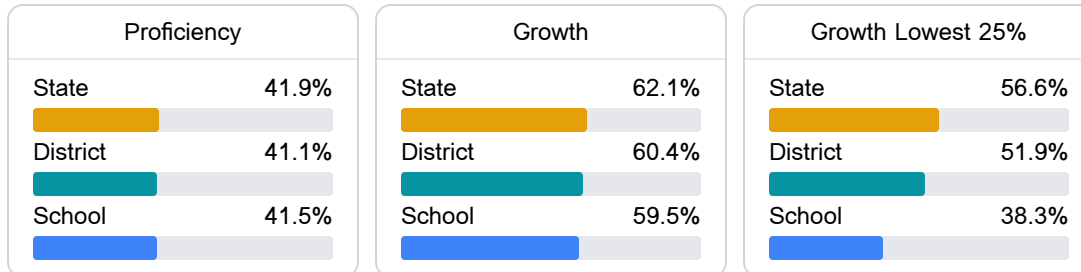 Proficiency
State 41.9%
District 41.1%
School 41.5%
Growth
State 62.1%
District 60.4%
School 59.5%
Growth Lowest 25%
State 56.6%
District 51.9%
School 38.3%